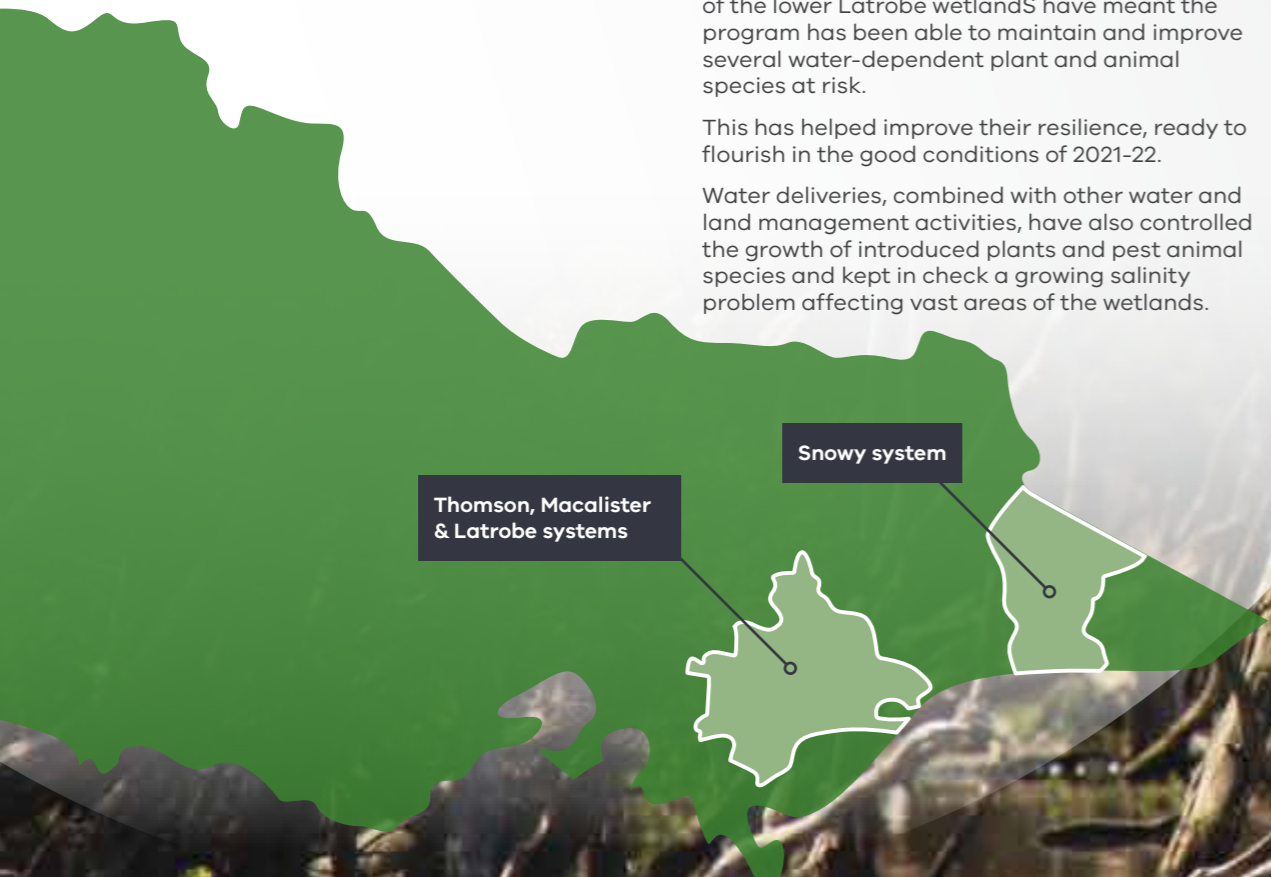 of the lower Latrobe wetlandS have meant the
program has been able to maintain and improve
several water-dependent plant and animal
species at risk.
This has helped improve their resilience, ready to
flourish in the good conditions of 2021-22.
Water deliveries, combined with other water and
land management activities, have also controlled
the growth of introduced plants and pest animal
species and kept in check a growing salinity
problem affecting vast areas of the wetlands.
Snowy system
Thomson, Macalister
& Latrobe systems